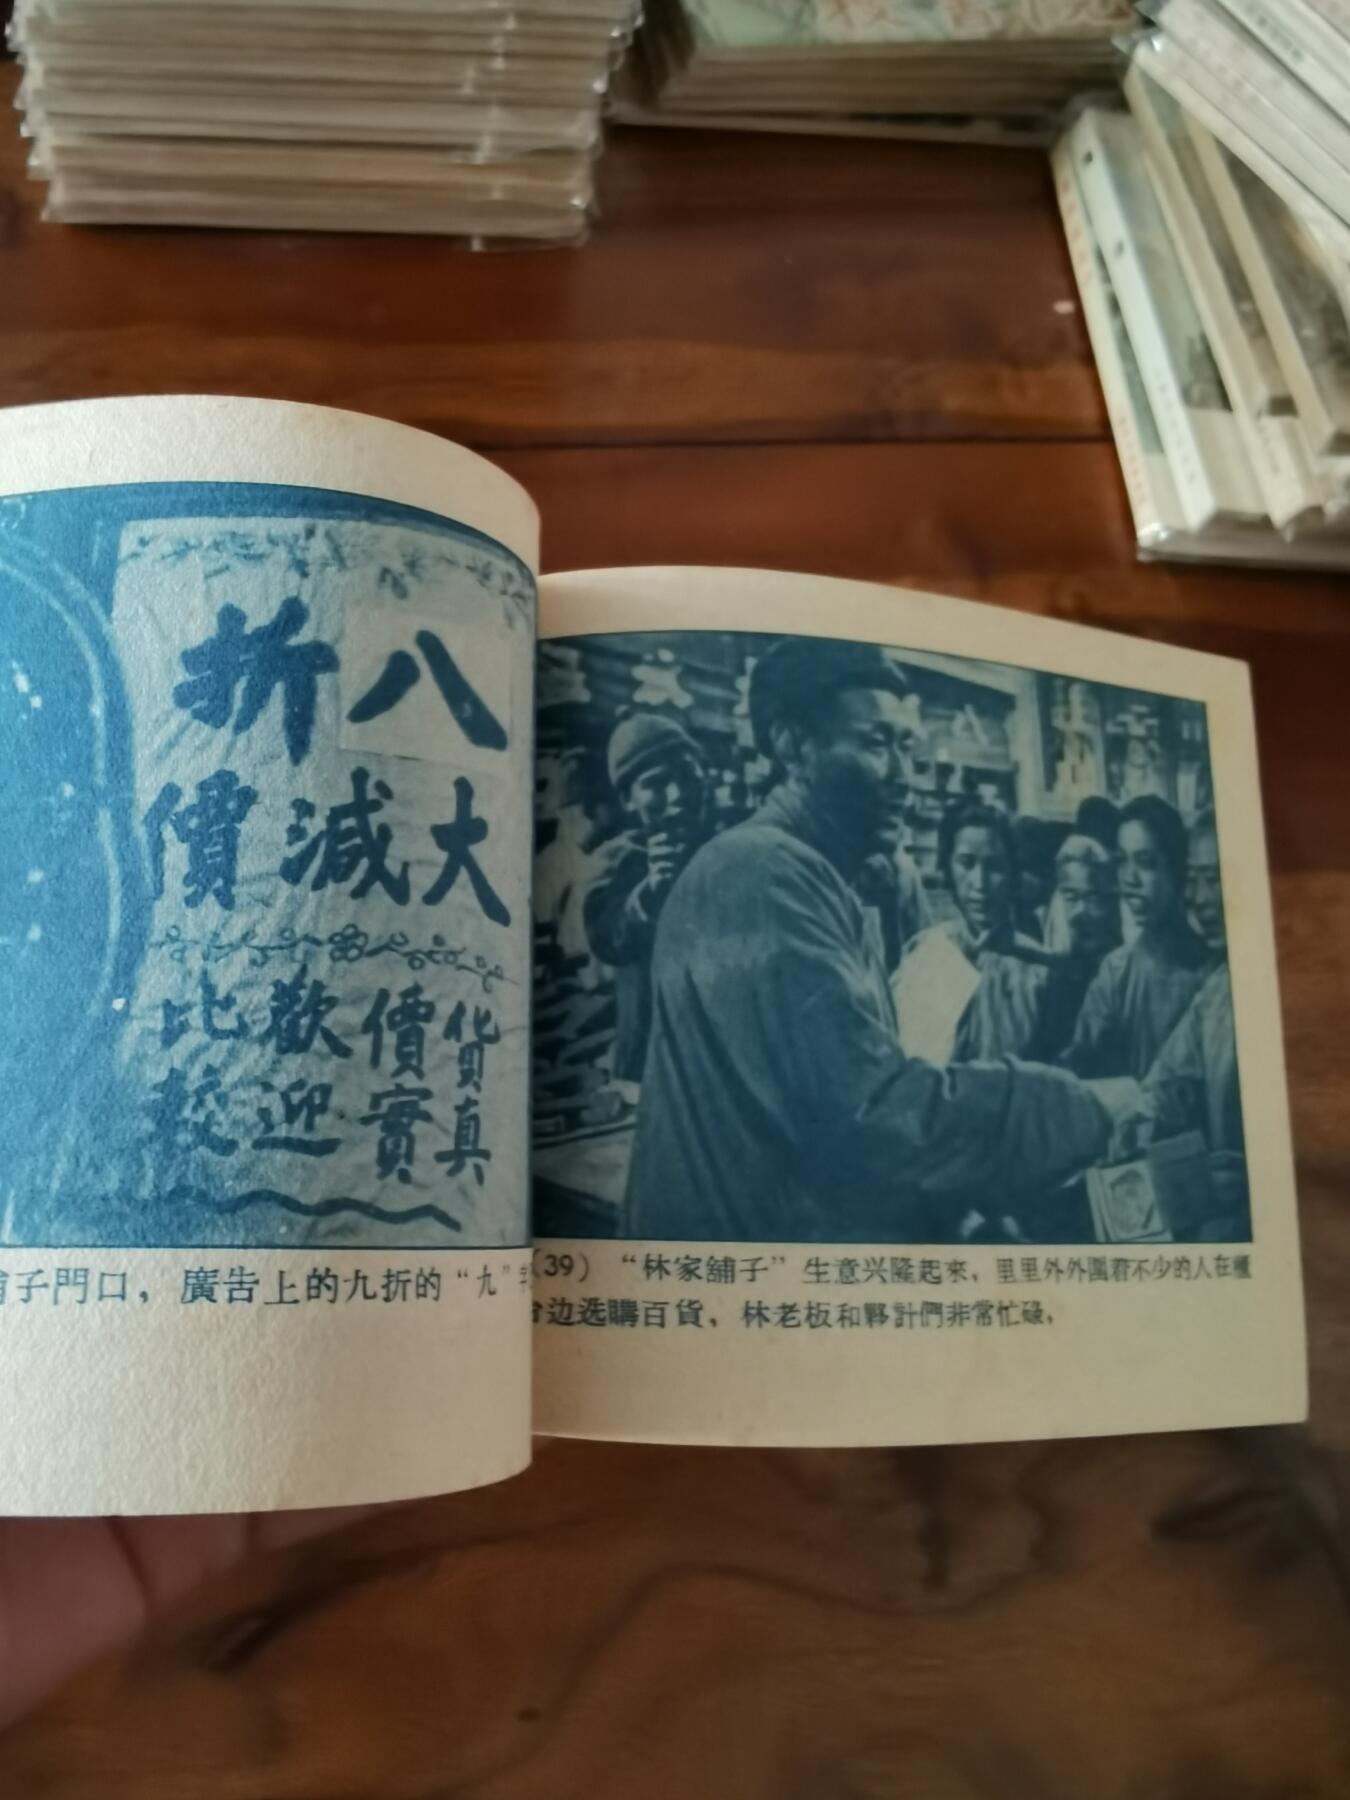 八折
大減價
貨真
價實
歡迎
比較
子門口，廣告上的九折的“九”
(39) “林家舖子”生意兴隆起來，里里外外圍着不少的人在櫃
边选購百貨，林老板和夥計們非常忙碌，